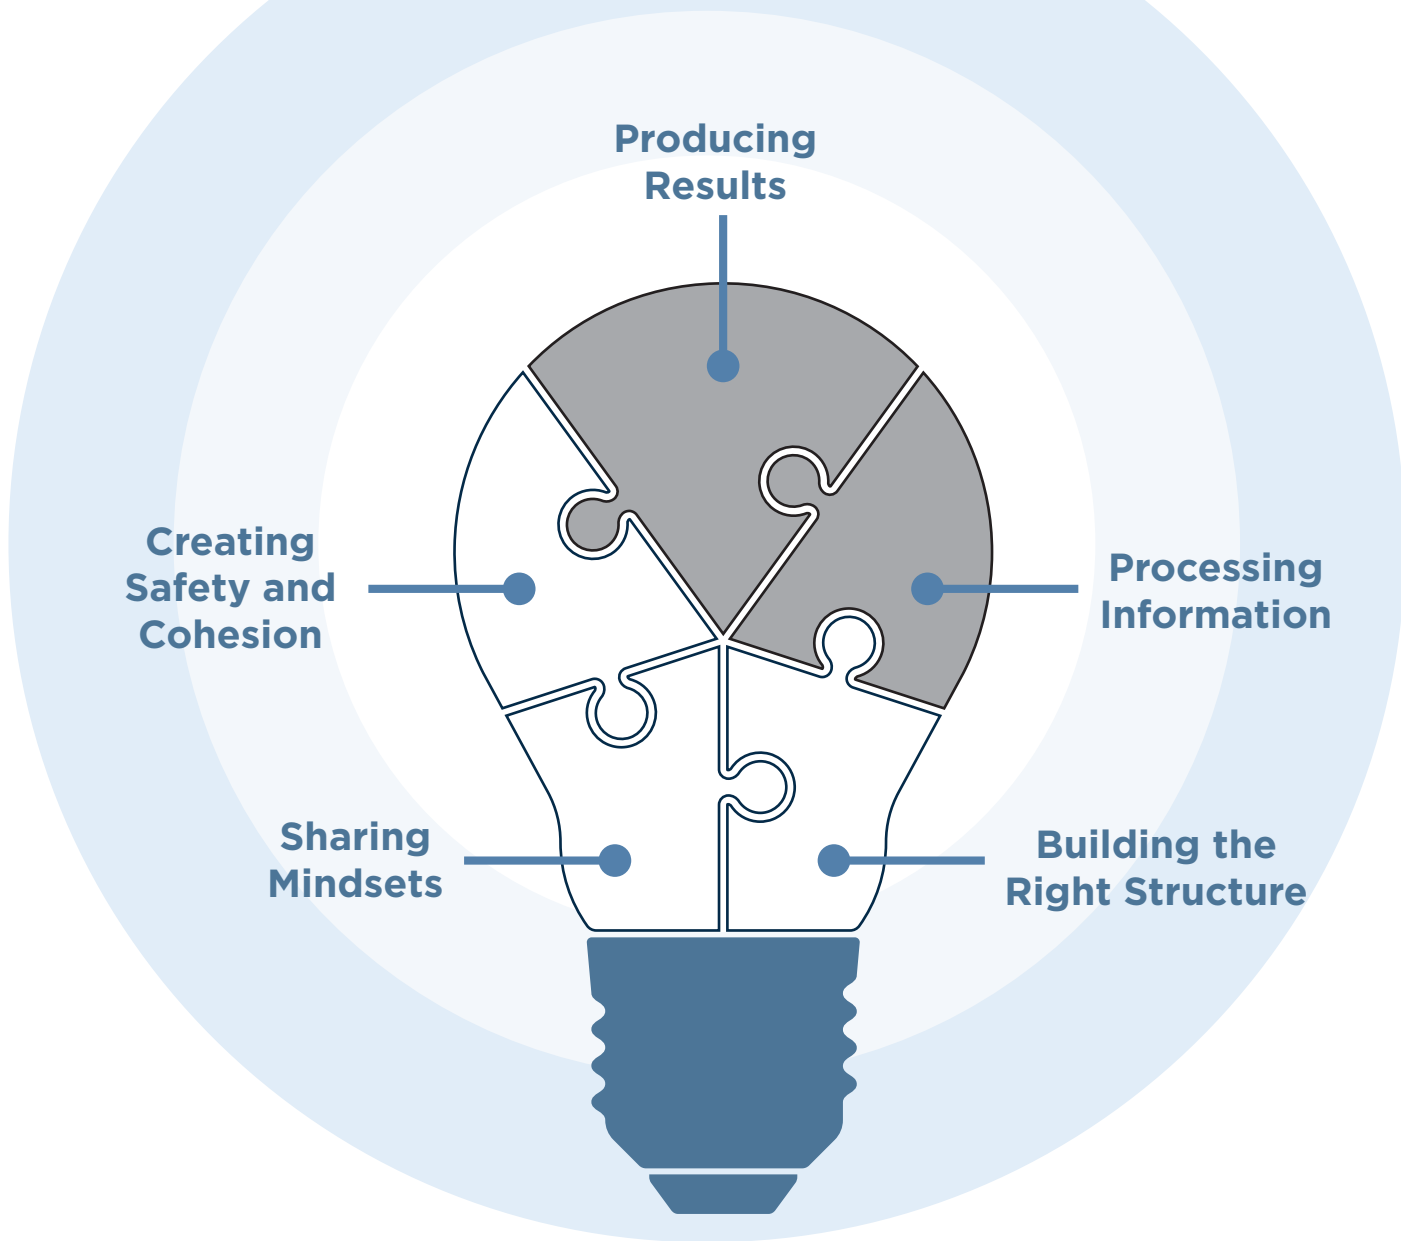 Producing
Results
Creating
Safety and
Cohesion
Processing
Information
Sharing
Mindsets
Building the
Right Structure